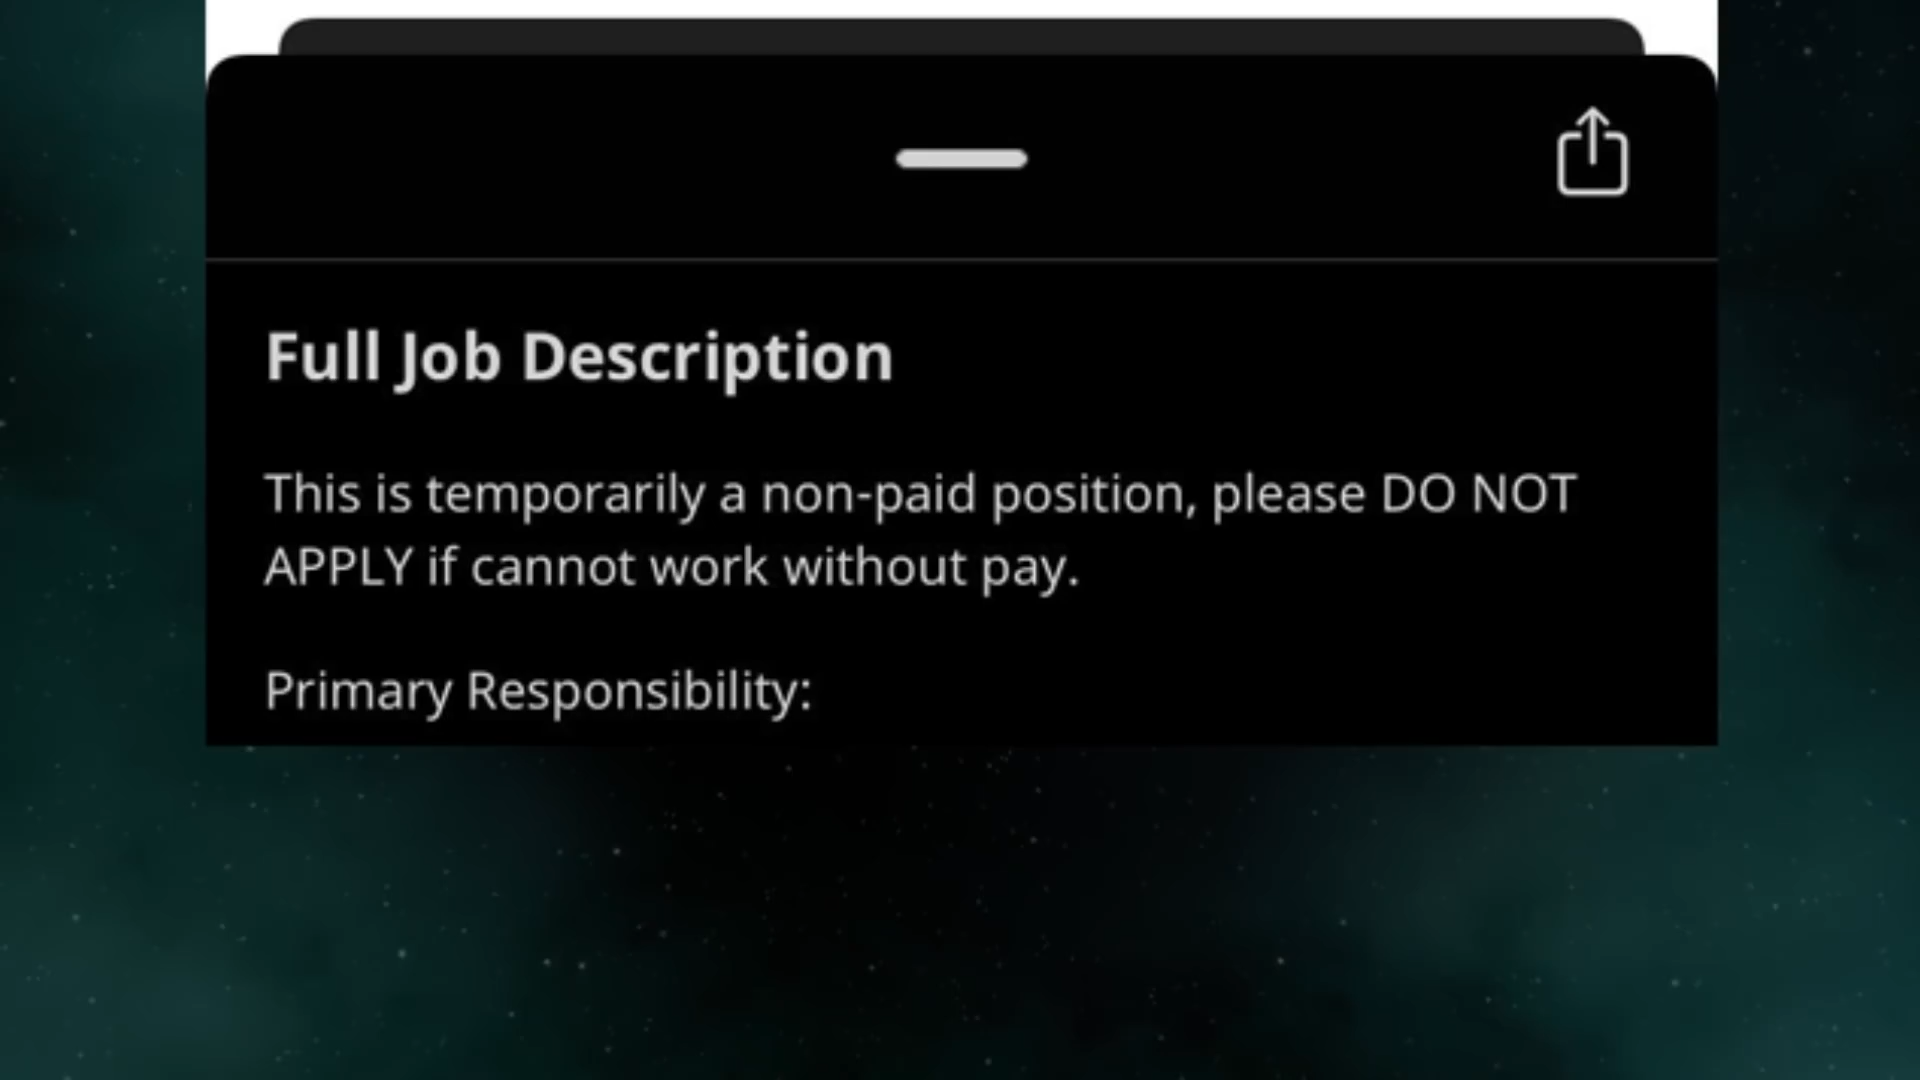 Full Job Description
This is temporarily a non-paid position, please DO NOT
APPLY if cannot work without pay.
Primary Responsibility: